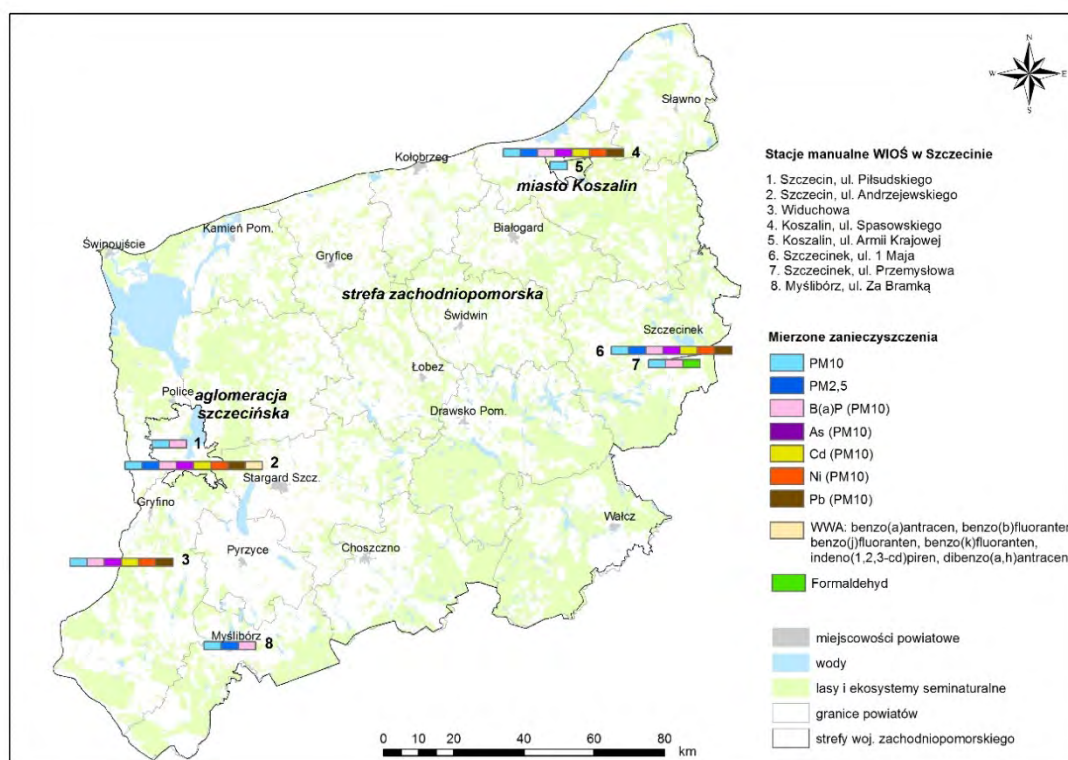 N
W E
S
Sławno
Kołobrzeg
4
5
miasto Koszalin
Stacje manualne WIOŚ w Szczecinie
1. Szczecin, ul. Piłsudskiego
2. Szczecin, ul. Andrzejewskiego
3. Widuchowa
4. Koszalin, ul. Spasowskiego
5. Koszalin, ul. Armii Krajowej
6. Szczecinek, ul. 1 Maja
7. Szczecinek, ul. Przemysłowa
8. Myślibórz, ul. Za Bramką
Kamień Pom.
Białogard
Świnoujście
Gryfice
strefa zachodniopomorska
Świdwin
Szczecinek
6
7
Łobez
Police
aglomeracja
szczecińska
Drawsko Pom.
1
2
Stargard Szcz.
Gryfino
Wałcz
Pyrzyce
Choszczno
3
Myślibórz
8
Mierzone zanieczyszczenia
PM10
PM2,5
B(a)P (PM10)
As (PM10)
Cd (PM10)
Ni (PM10)
Pb (PM10)
WWA: benzo(a)antracen, benzo(b)fluoranten
benzo(j)fluoranten, benzo(k)fluoranten,
indeno(1,2,3-cd)piren, dibenzo(a,h)antracen
Formaldehyd
miejscowości powiatowe
wody
lasy i ekosystemy seminaturalne
granice powiatów
strefy woj. zachodniopomorskiego
0 10 20 40 60 80
km